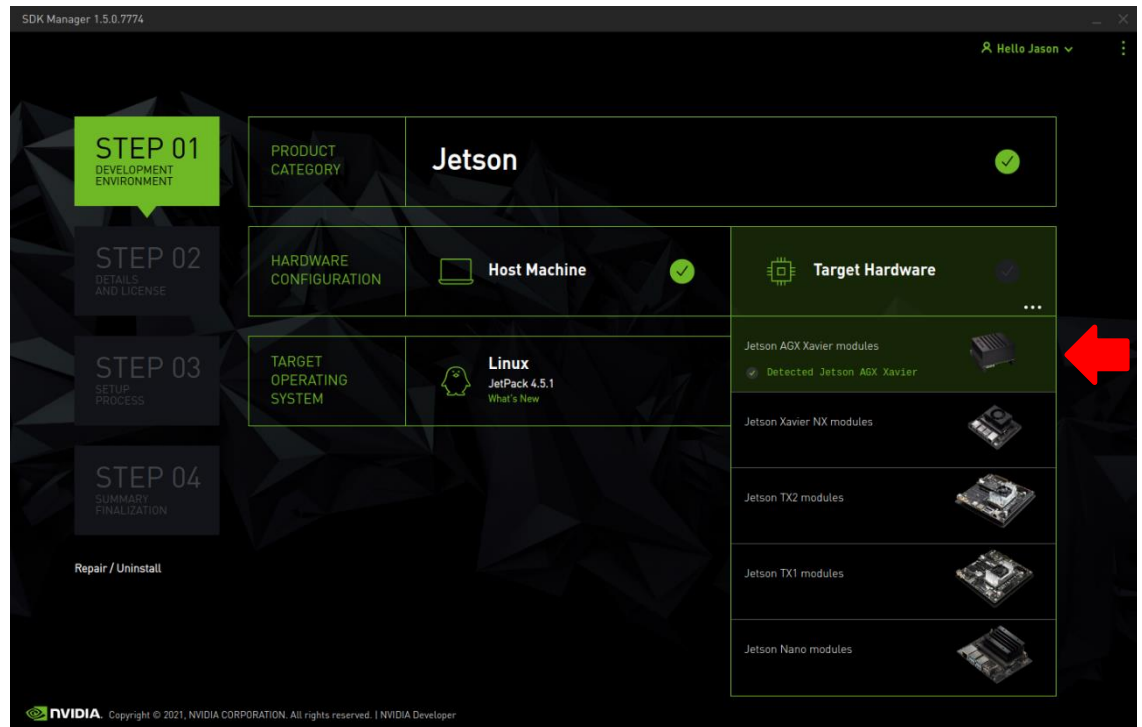 SDK Manager 1.5.0.7774
Hello Jason
STEP 01
DEVELOPMENT
ENVIRONMENT
PRODUCT
CATEGORY
Jetson
STEP 02
DETAILS
AND LICENSE
HARDWARE
CONFIGURATION
Host Machine
Target Hardware
...
Jetson AGX Xavier modules
Detected Jetson AGX Xavier
STEP 03
SETUP
PROCESS
TARGET
OPERATING
SYSTEM
Linux
JetPack 4.5.1
What's New
Jetson Xavier NX modules
STEP 04
SUMMARY
FINALIZATION
Jetson TX2 modules
Repair / Uninstall
Jetson TX1 modules
Jetson Nano modules
NVIDIA. Copyright © 2021, NVIDIA CORPORATION. All rights reserved. | NVIDIA Developer